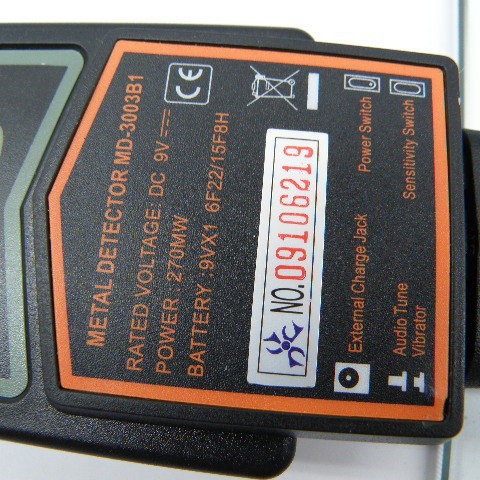 METAL DETECTOR MD-3003B1
RATED VOLTAGE: DC 9V
POWER : 270MW
BATTERY : 9VX1 6F22/15F8H
CE
NO.09106219
External Charge Jack
Power Switch
Audio Tune
Sensitivity Switch
Vibrator